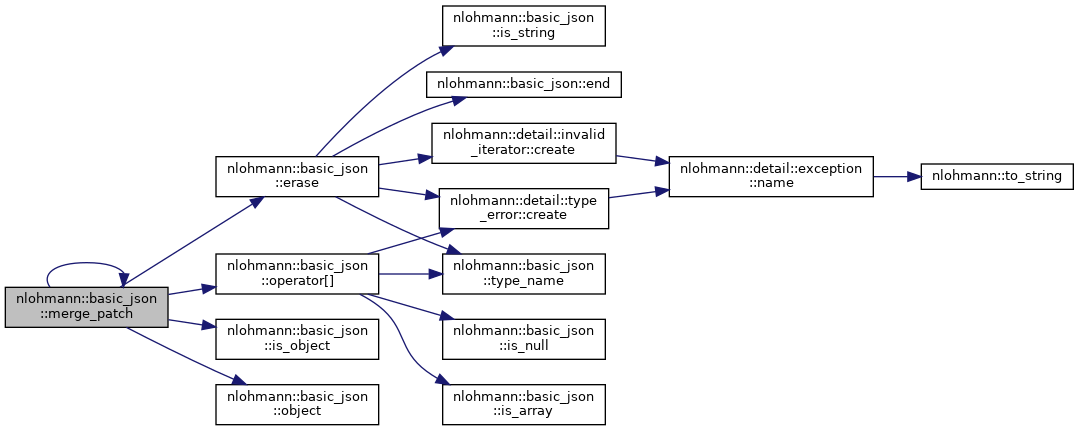 nlohmann::basic_json
::merge_patch
nlohmann::basic_json
::erase
nlohmann::basic_json
::operator[]
nlohmann::basic_json
::is_object
nlohmann::basic_json
::object
nlohmann::basic_json
::is_string
nlohmann::basic_json::end
nlohmann::detail::invalid
_iterator::create
nlohmann::detail::type
_error::create
nlohmann::basic_json
::type_name
nlohmann::basic_json
::is_null
nlohmann::basic_json
::is_array
nlohmann::detail::exception
::name
nlohmann::to_string